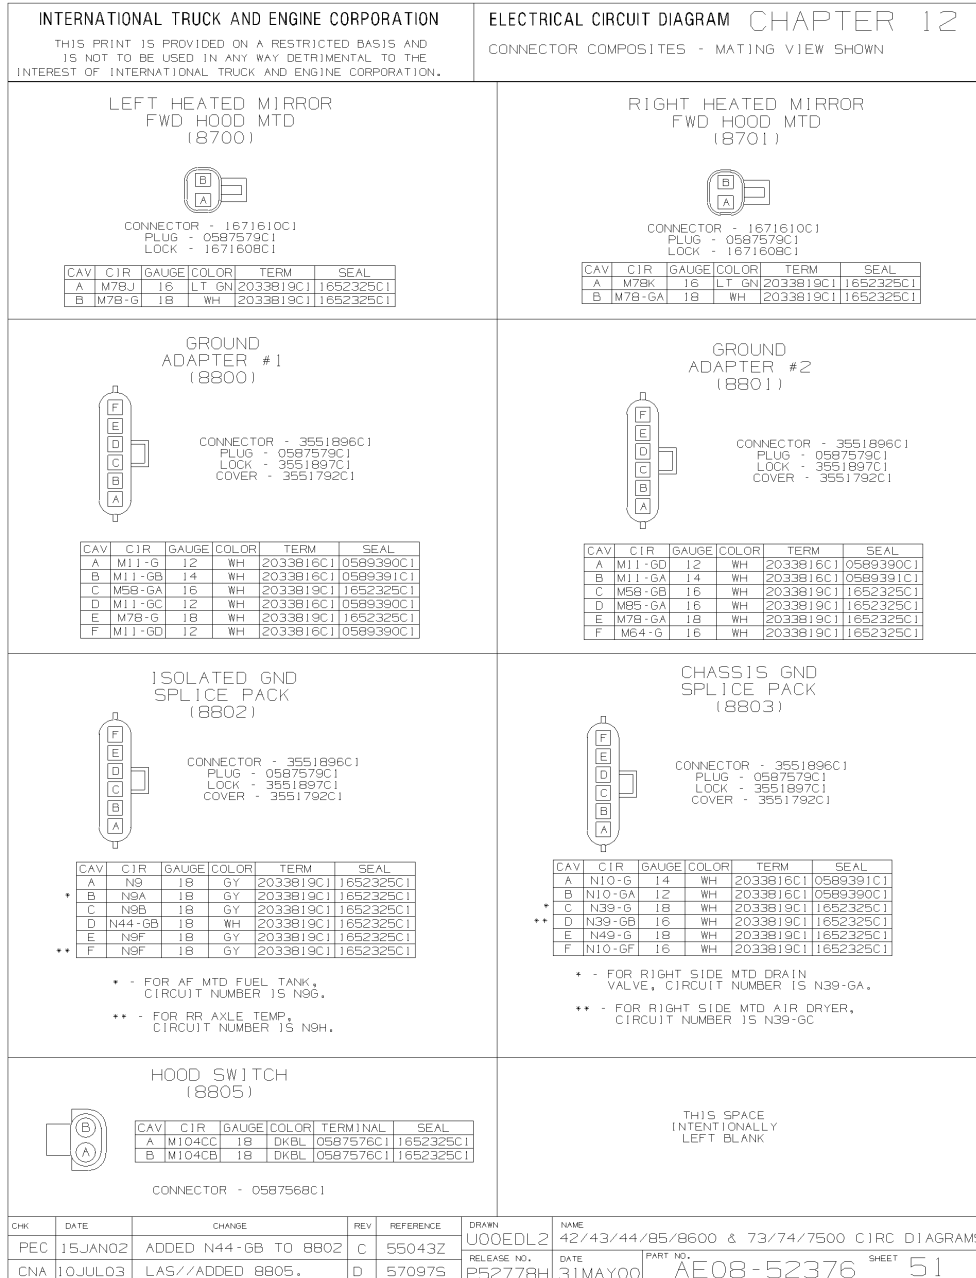 INTERNATIONAL TRUCK AND ENGINE CORPORATION
THIS PRINT IS PROVIDED ON A RESTRICTED BASIS AND
IS NOT TO BE USED IN ANY WAY DETRIMENTAL TO THE
INTEREST OF INTERNATIONAL TRUCK AND ENGINE CORPORATION.
ELECTRICAL CIRCUIT DIAGRAM CHAPTER 12
CONNECTOR COMPOSITES - MATING VIEW SHOWN
LEFT HEATED MIRROR
FWD HOOD MTD
(8700)
B
A
CONNECTOR - 1671610C1
PLUG - 0587579C1
LOCK - 1671608C1
CAV CIR GAUGE COLOR TERM SEAL
A M78J 16 LT GN 2033819C1 1652325C1
B M78-G 18 WH 2033819C1 1652325C1
RIGHT HEATED MIRROR
FWD HOOD MTD
(8701)
B
A
CONNECTOR - 1671610C1
PLUG - 0587579C1
LOCK - 1671608C1
CAV CIR GAUGE COLOR TERM SEAL
A M78K 16 LT GN 2033819C1 1652325C1
B M78-GA 18 WH 2033819C1 1652325C1
GROUND
ADAPTER #1
(8800)
F
E
D
C
B
A
CONNECTOR - 3551896C1
PLUG - 0587579C1
LOCK - 3551897C1
COVER - 3551792C1
CAV CIR GAUGE COLOR TERM SEAL
A M11-G 12 WH 2033816C1 0589390C1
B M11-GB 14 WH 2033816C1 0589391C1
C M58-GA 16 WH 2033819C1 1652325C1
D M11-GC 12 WH 2033816C1 0589390C1
E M78-G 18 WH 2033819C1 1652325C1
F M11-GD 12 WH 2033816C1 0589390C1
GROUND
ADAPTER #2
(8801)
F
E
D
C
B
A
CONNECTOR - 3551896C1
PLUG - 0587579C1
LOCK - 3551897C1
COVER - 3551792C1
CAV CIR GAUGE COLOR TERM SEAL
A M11-GD 12 WH 2033816C1 0589390C1
B M11-GA 14 WH 2033816C1 0589391C1
C M58-GB 16 WH 2033819C1 1652325C1
D M85-GA 16 WH 2033819C1 1652325C1
E M78-GA 18 WH 2033819C1 1652325C1
F M64-G 16 WH 2033819C1 1652325C1
ISOLATED GND
SPLICE PACK
(8802)
F
E
D
C
B
A
CONNECTOR - 3551896C1
PLUG - 0587579C1
LOCK - 3551897C1
COVER - 3551792C1
CAV CIR GAUGE COLOR TERM SEAL
A N9 18 GY 2033819C1 1652325C1
* B N9A 18 GY 2033819C1 1652325C1
C N9B 18 GY 2033819C1 1652325C1
D N44-GB 18 WH 2033819C1 1652325C1
E N9F 18 GY 2033819C1 1652325C1
** F N9F 18 GY 2033819C1 1652325C1
* - FOR AF MTD FUEL TANK,
CIRCUIT NUMBER IS N9G.
** - FOR RR AXLE TEMP,
CIRCUIT NUMBER IS N9H.
CHASSIS GND
SPLICE PACK
(8803)
F
E
D
C
B
A
CONNECTOR - 3551896C1
PLUG - 0587579C1
LOCK - 3551897C1
COVER - 3551792C1
CAV CIR GAUGE COLOR TERM SEAL
A N10-G 14 WH 2033816C1 0589391C1
B N10-GA 12 WH 2033816C1 0589390C1
* C N39-G 18 WH 2033819C1 1652325C1
** D N39-GB 16 WH 2033819C1 1652325C1
E N49-G 18 WH 2033819C1 1652325C1
F N10-GF 16 WH 2033819C1 1652325C1
* - FOR RIGHT SIDE MTD DRAIN
VALVE, CIRCUIT NUMBER IS N39-GA.
** - FOR RIGHT SIDE MTD AIR DRYER,
CIRCUIT NUMBER IS N39-GC
HOOD SWITCH
(8805)
B
A
CAV CIR GAUGE COLOR TERMINAL SEAL
A M104CC 18 DKBL 0587576C1 1652325C1
B M104CB 18 DKBL 0587576C1 1652325C1
CONNECTOR - 0587568C1
THIS SPACE
INTENTIONALLY
LEFT BLANK
CHK DATE CHANGE REV REFERENCE
PEC 15JAN02 ADDED N44-GB TO 8802 C 55043Z
CNA 10JUL03 LAS//ADDED 8805. D 57097S
DRAWN
U00EDL2
NAME
42/43/44/85/8600 & 73/74/7500 CIRC DIAGRAMS
RELEASE NO.
P52778H
DATE
31MAY00
PART NO.
AE08-52376
SHEET
51